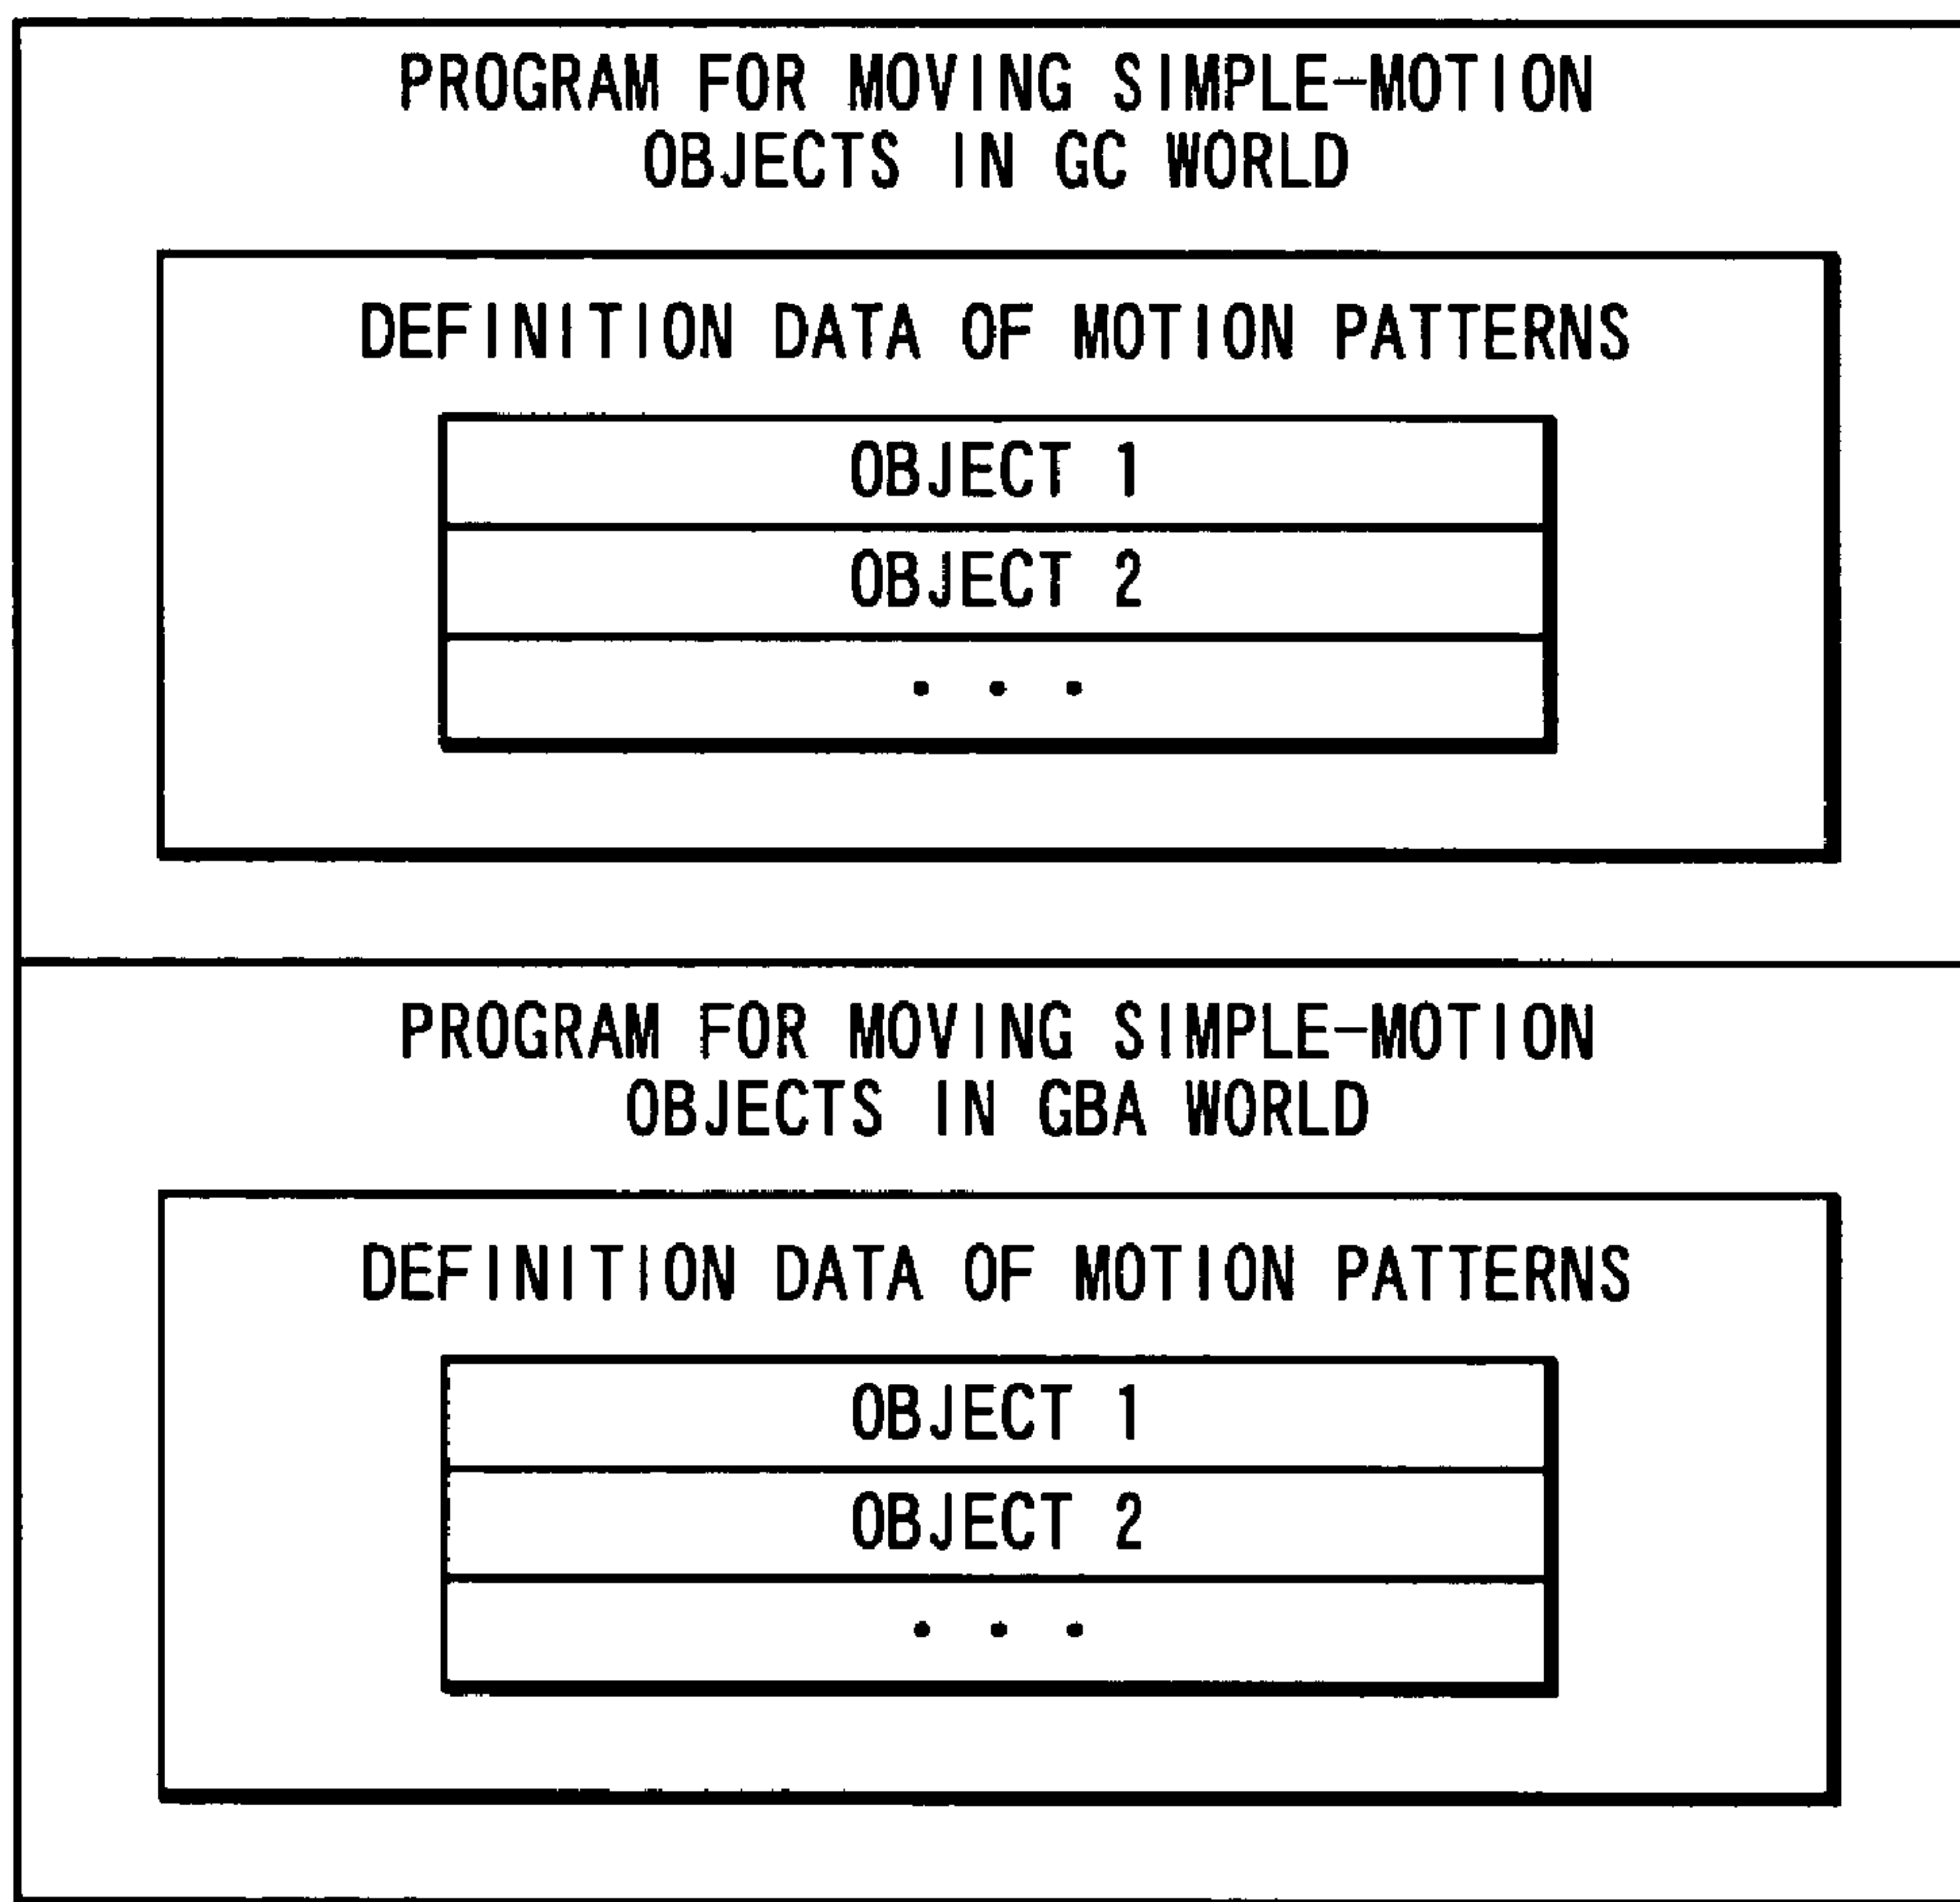 PROGRAM FOR MOVING SIMPLE-MOTION
OBJECTS IN GC WORLD
DEFINITION DATA OF MOTION PATTERNS
OBJECT 1
OBJECT 2
• • •
PROGRAM FOR MOVING SIMPLE-MOTION
OBJECTS IN GBA WORLD
DEFINITION DATA OF MOTION PATTERNS
OBJECT 1
OBJECT 2
• • •